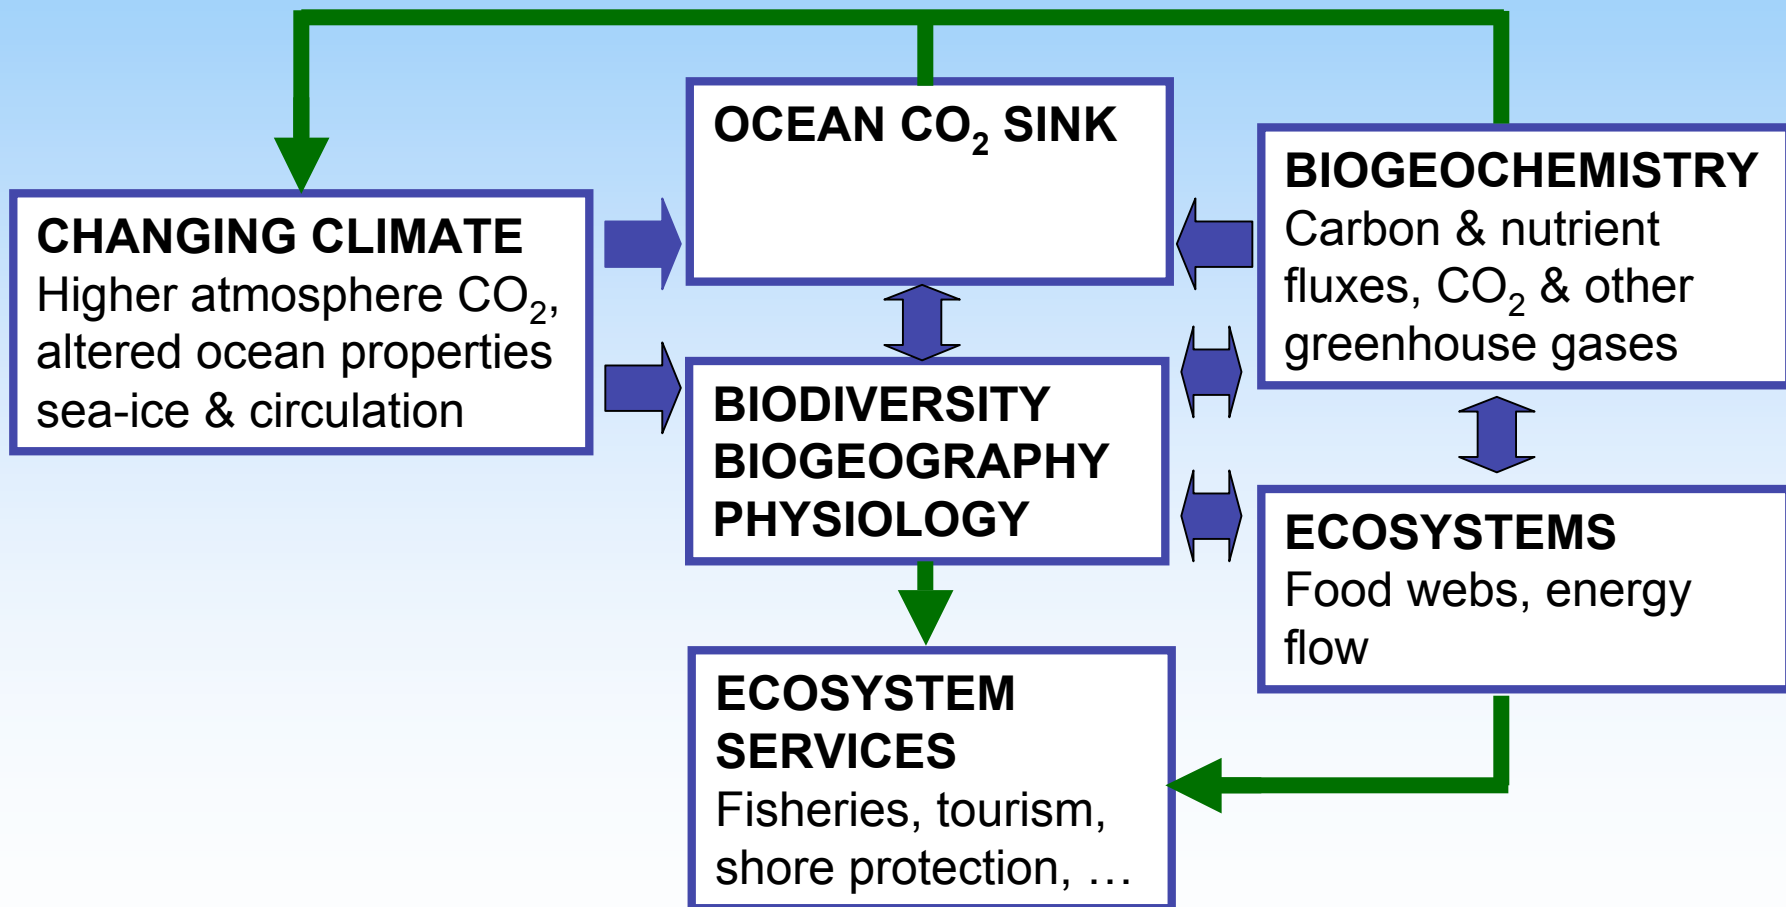 OCEAN CO₂ SINK
BIOGEOCHEMISTRY
Carbon & nutrient
fluxes, CO₂ & other
greenhouse gases
CHANGING CLIMATE
Higher atmosphere CO₂,
altered ocean properties
sea-ice & circulation
BIODIVERSITY
BIOGEOGRAPHY
PHYSIOLOGY
ECOSYSTEMS
Food webs, energy
flow
ECOSYSTEM
SERVICES
Fisheries, tourism,
shore protection, …